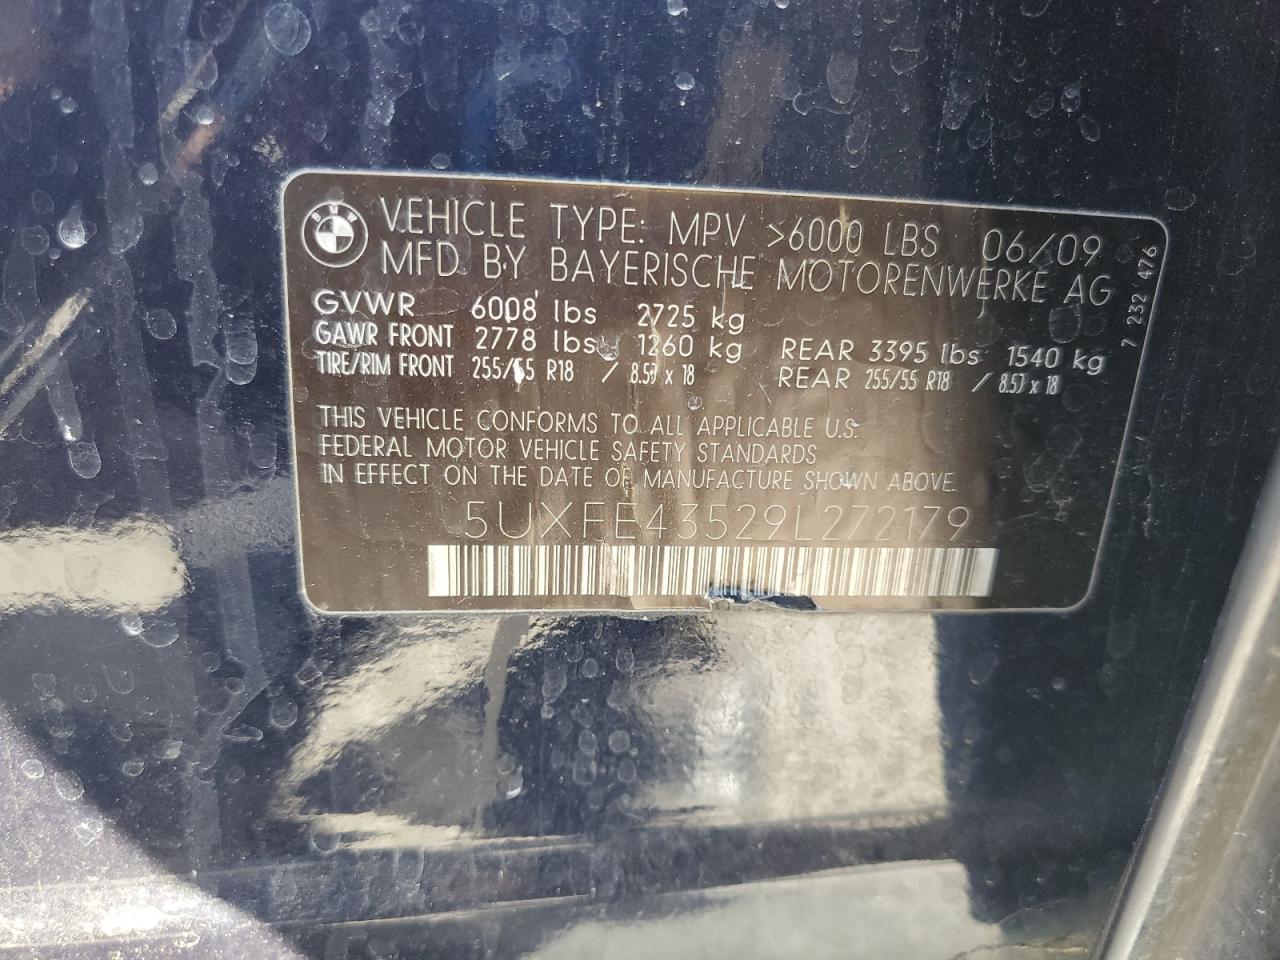 BMW
VEHICLE TYPE: MPV >6000 LBS 06/09
MFD BY BAYERISCHE MOTORENWERKE AG
GVWR 6008 lbs 2725 kg
GAWR FRONT 2778 lbs 1260 kg REAR 3395 lbs 1540 kg
TIRE/RIM FRONT 255/55 R18 / 8.5J x 18 REAR 255/55 R18 / 8.5J x 18
THIS VEHICLE CONFORMS TO ALL APPLICABLE U.S.
FEDERAL MOTOR VEHICLE SAFETY STANDARDS
IN EFFECT ON THE DATE OF MANUFACTURE SHOWN ABOVE.
5UXFE43529L272179
7 232 476